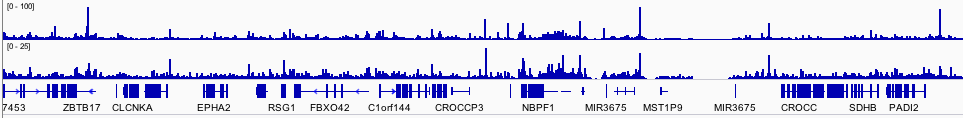 [0 - 100]
[0 - 25]
7453 ZBTB17 CLCNKA EPHA2 RSG1 FBXO42 C1orf144 CROCCP3 NBPF1 MIR3675 MST1P9 MIR3675 CROCC SDHB PADI2